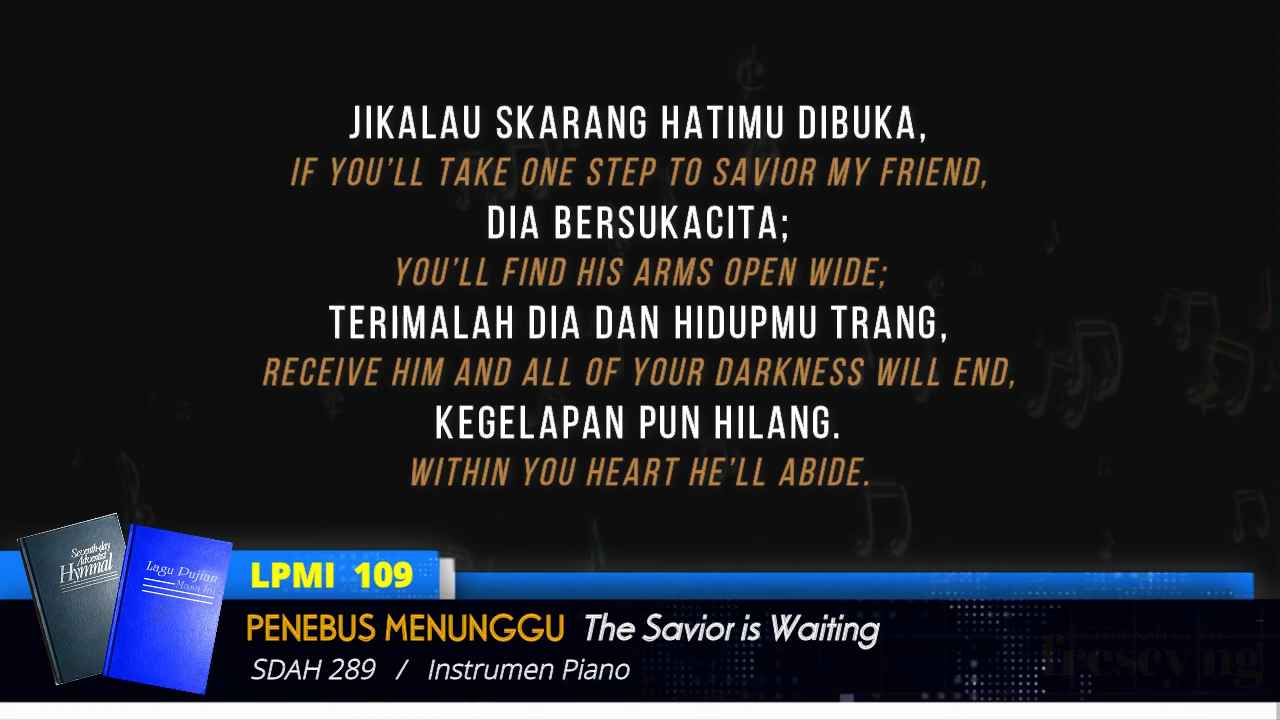 JIKALAU SKARANG HATIMU DIBUKA,
IF YOU'LL TAKE ONE STEP TO SAVIOR MY FRIEND,
DIA BERSUKACITA;
YOU'LL FIND HIS ARMS OPEN WIDE;
TERIMALAH DIA DAN HIDUPMU TRANG,
RECEIVE HIM AND ALL OF YOUR DARKNESS WILL END,
KEGELAPAN PUN HILANG.
WITHIN YOU HEART HE'LL ABIDE.
Seventh-day
Adventist
Hymnal
Lagu Pujian
Masa Ini
LPMI 109
PENEBUS MENUNGGU The Savior is Waiting
SDAH 289 / Instrumen Piano